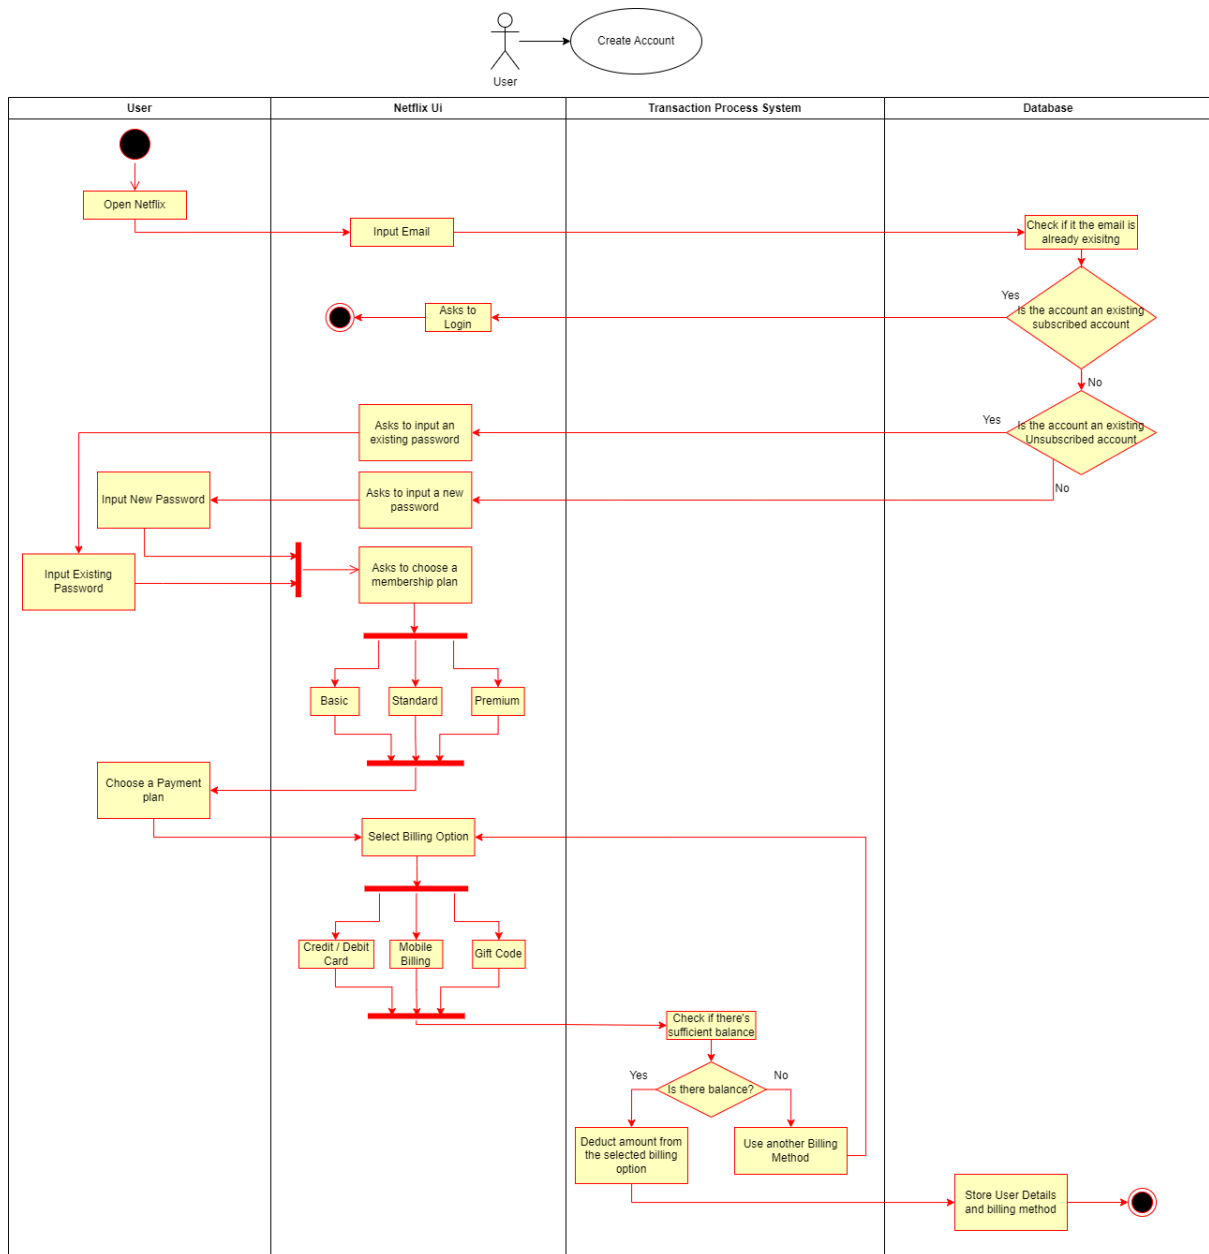 Create Account
User
User
Netflix Ui
Transaction Process System
Database
Open Netflix
Input Email
Check if it the email is
already exisitng
Yes
Is the account an existing
subscribed account
Asks to
Login
No
Asks to input an
existing password
Yes
Is the account an existing
Unsubscribed account
Input New Password
Asks to input a new
password
No
Input Existing
Password
Asks to choose a
membership plan
Basic
Standard
Premium
Choose a Payment
plan
Select Billing Option
Credit / Debit
Card
Mobile
Billing
Gift Code
Check if there's
sufficient balance
Yes
No
Is there balance?
Deduct amount from
the selected billing
option
Use another Billing
Method
Store User Details
and billing method